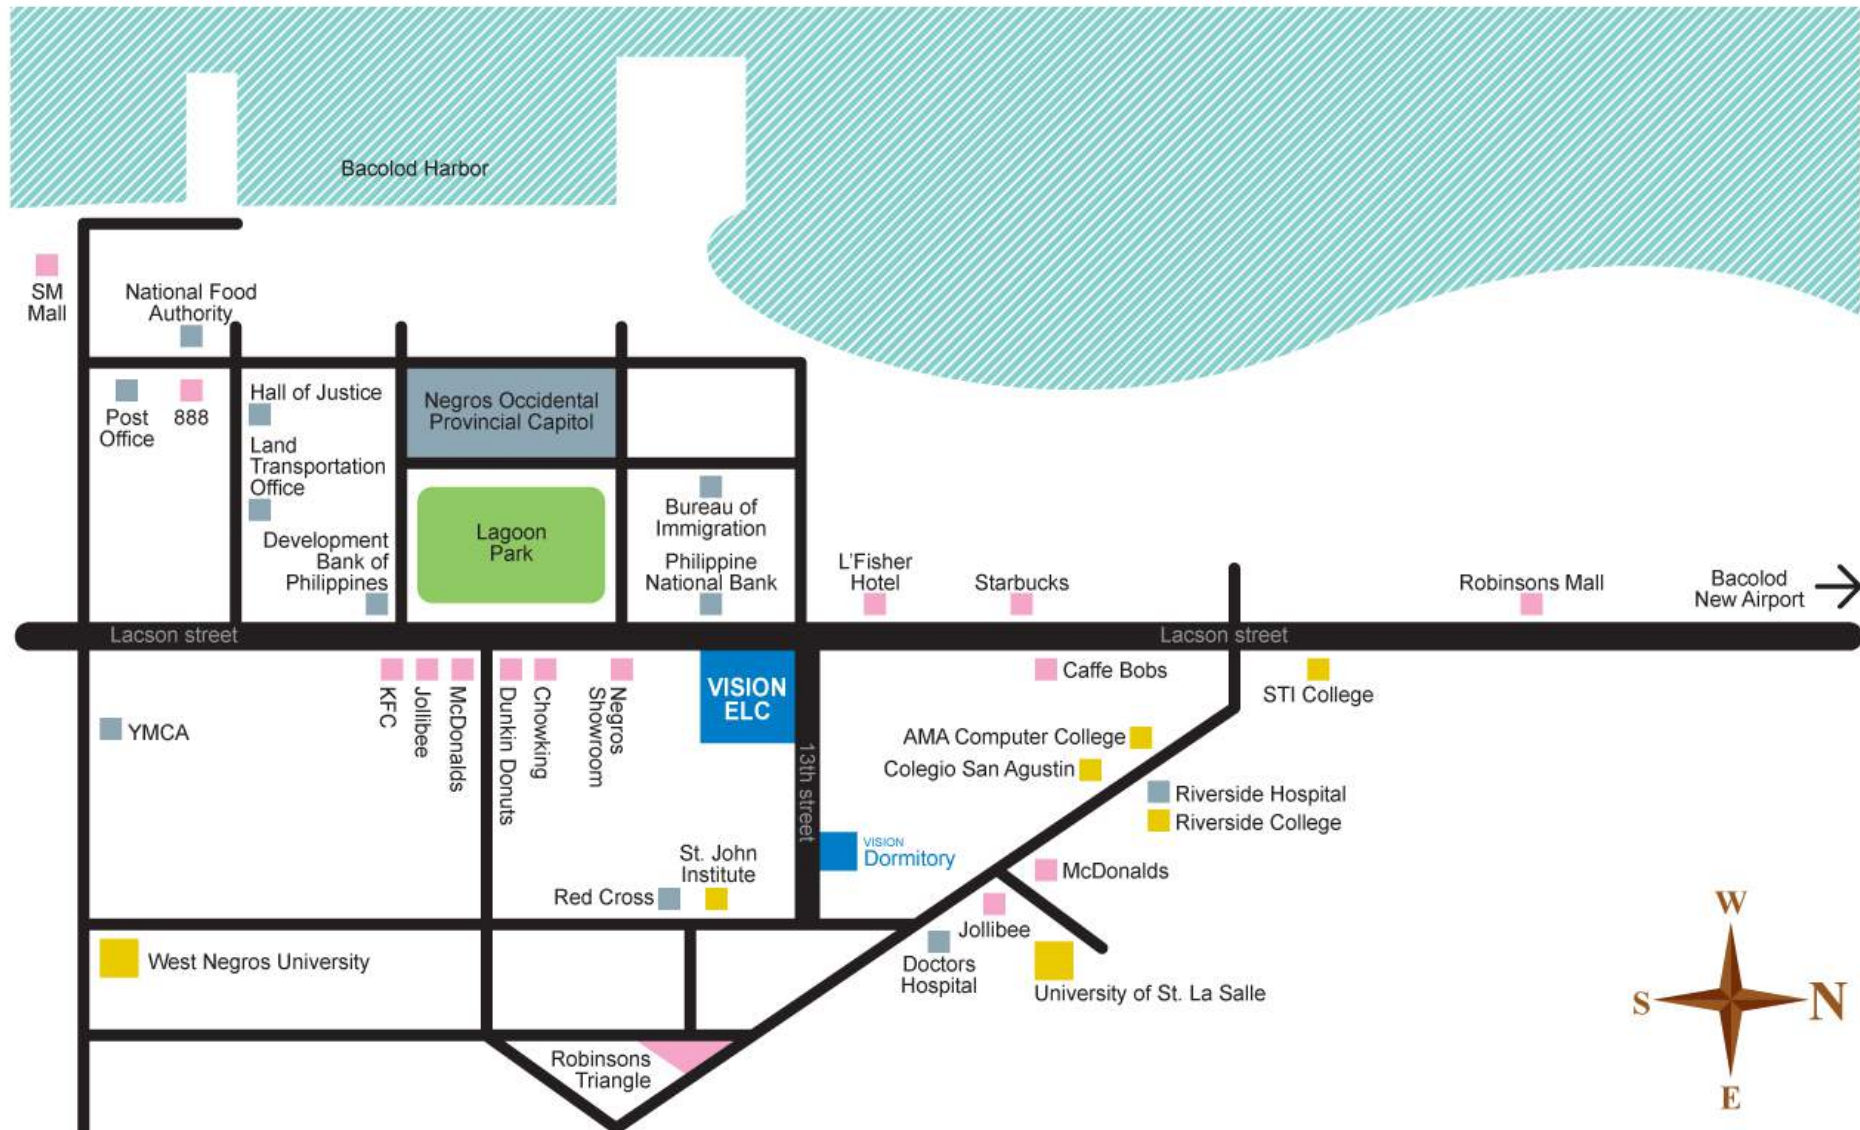 Bacolod Harbor
SM
Mall
National Food
Authority
Post
Office
888
Hall of Justice
Land
Transportation
Office
Development
Bank of
Philippines
Negros Occidental
Provincial Capitol
Lagoon
Park
Bureau of
Immigration
Philippine
National Bank
L'Fisher
Hotel
Starbucks
Robinsons Mall
Bacolod
New Airport
Lacson street
Lacson street
YMCA
KFC
Jollibee
McDonalds
Dunkin Donuts
Chowking
Negros
Showroom
VISION
ELC
13th street
Caffe Bobs
STI College
AMA Computer College
Colegio San Agustin
Riverside Hospital
Riverside College
VISION
Dormitory
St. John
Institute
Red Cross
McDonalds
Jollibee
Doctors
Hospital
University of St. La Salle
West Negros University
Robinsons
Triangle
W
S
N
E